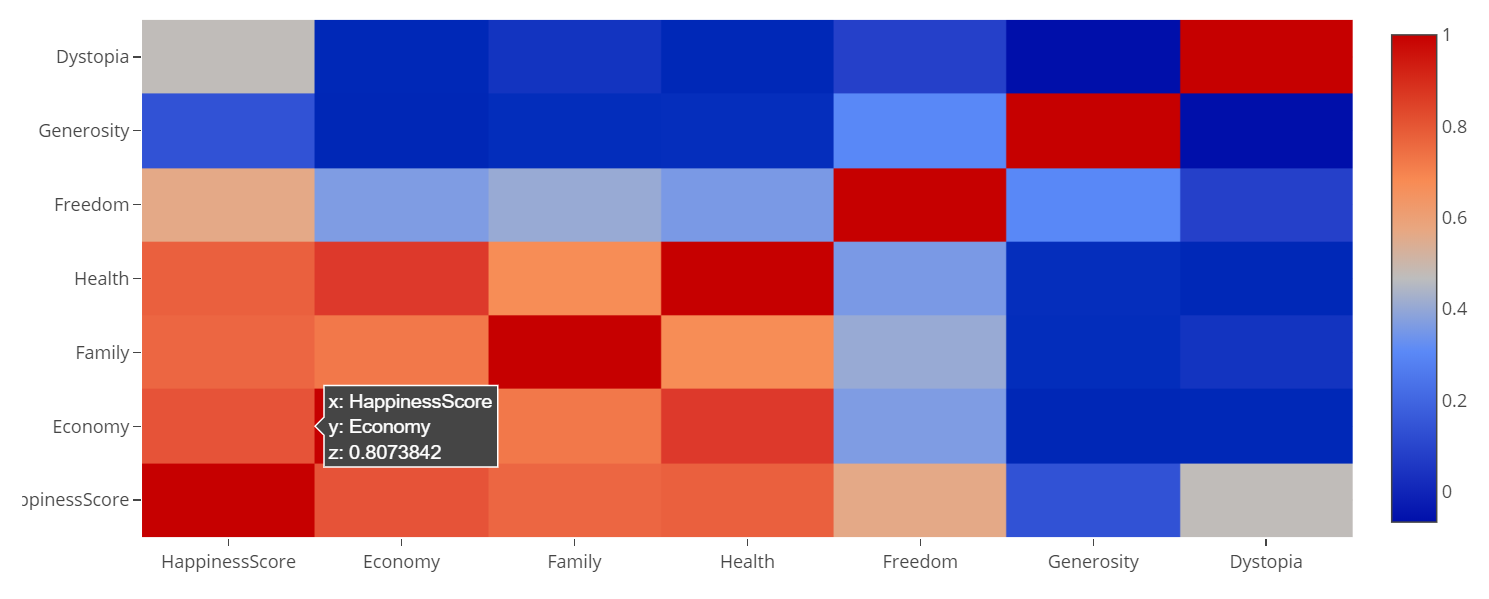 Dystopia
Generosity
Freedom
Health
Family
Economy
ppinessScore
x: HappinessScore
y: Economy
z: 0.8073842
HappinessScore Economy Family Health Freedom Generosity Dystopia
1
0.8
0.6
0.4
0.2
0